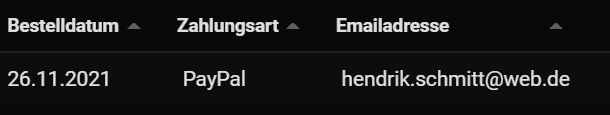 Bestelldatum Zahlungsart Emailadresse
26.11.2021 PayPal hendrik.schmitt@web.de